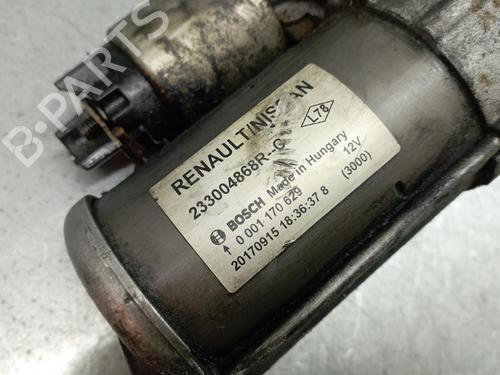 RENAULT/NISSAN
233004868R--C
L78
BOSCH Made in Hungary
0 001 170 629 12V
20170915 18:36:37 8 (3000)
B-PARTS